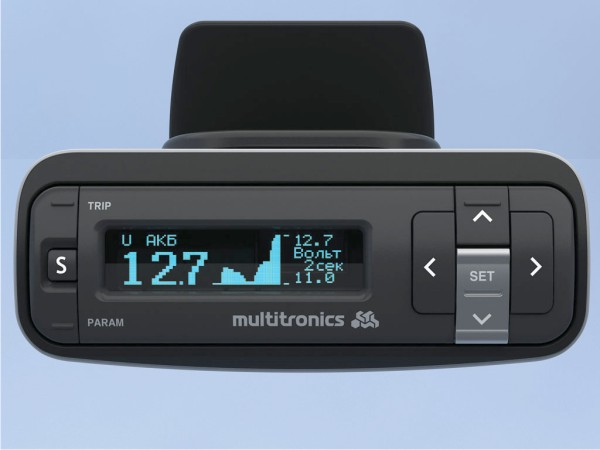 TRIP
U АКБ
12.7
12.7
Вольт
2сек
11.0
S
SET
PARAM
multitronics